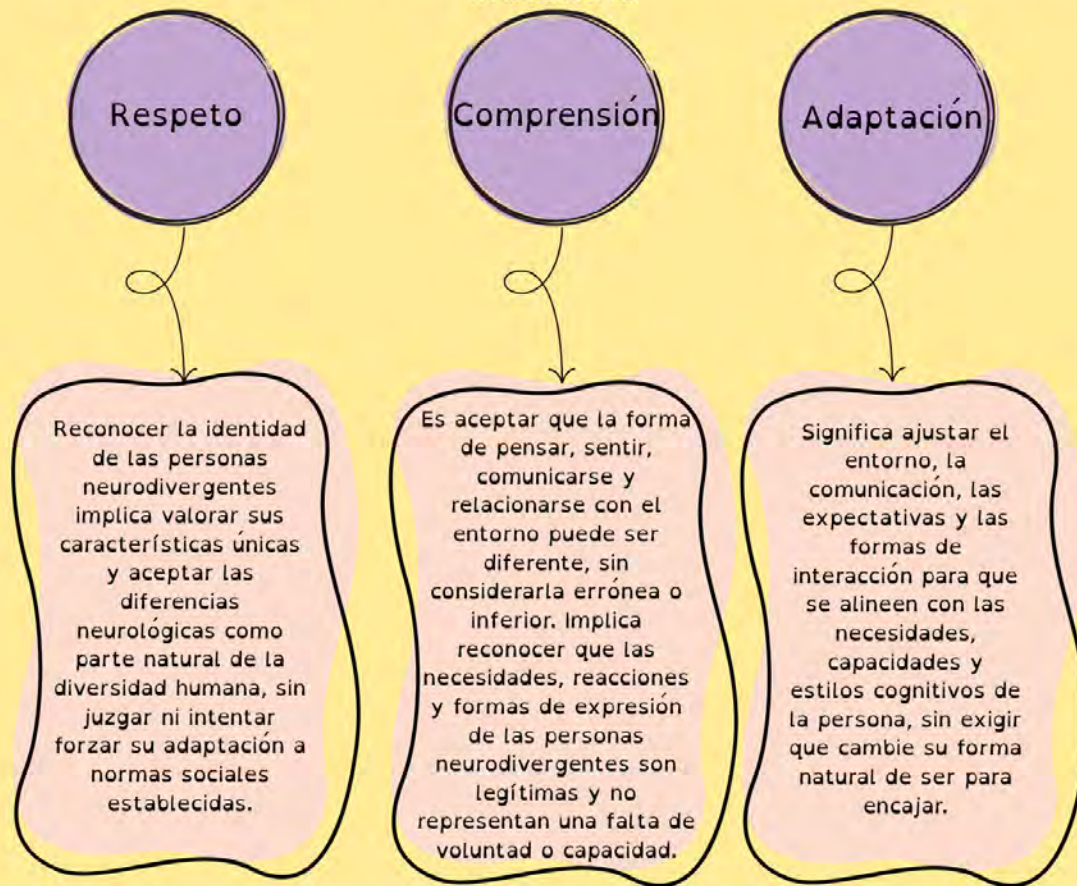 Respeto
Reconocer la identidad
de las personas
neurodivergentes
implica valorar sus
características únicas
y aceptar las
diferencias
neurológicas como
parte natural de la
diversidad humana, sin
juzgar ni intentar
forzar su adaptación a
normas sociales
establecidas.
Comprensión
Es aceptar que la forma
de pensar, sentir,
comunicarse y
relacionarse con el
entorno puede ser
diferente, sin
considerarla errónea o
inferior. Implica
reconocer que las
necesidades, reacciones
y formas de expresión
de las personas
neurodivergentes son
legítimas y no
representan una falta de
voluntad o capacidad.
Adaptación
Significa ajustar el
entorno, la
comunicación, las
expectativas y las
formas de
interacción para que
se alineen con las
necesidades,
capacidades y
estilos cognitivos de
la persona, sin exigir
que cambie su forma
natural de ser para
encajar.